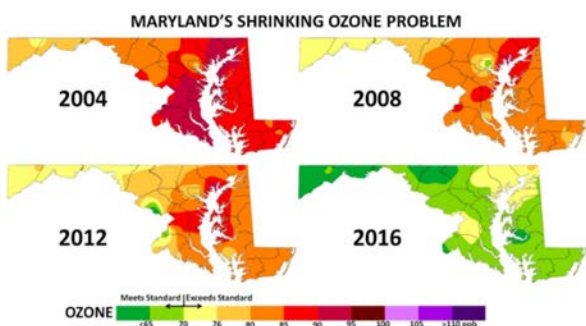 MARYLAND'S SHRINKING OZONE PROBLEM
2004
2008
2012
2016
Meets Standard Exceeds Standard
OZONE
<65 70 76 80 85 90 95 100 105 >110 ppb